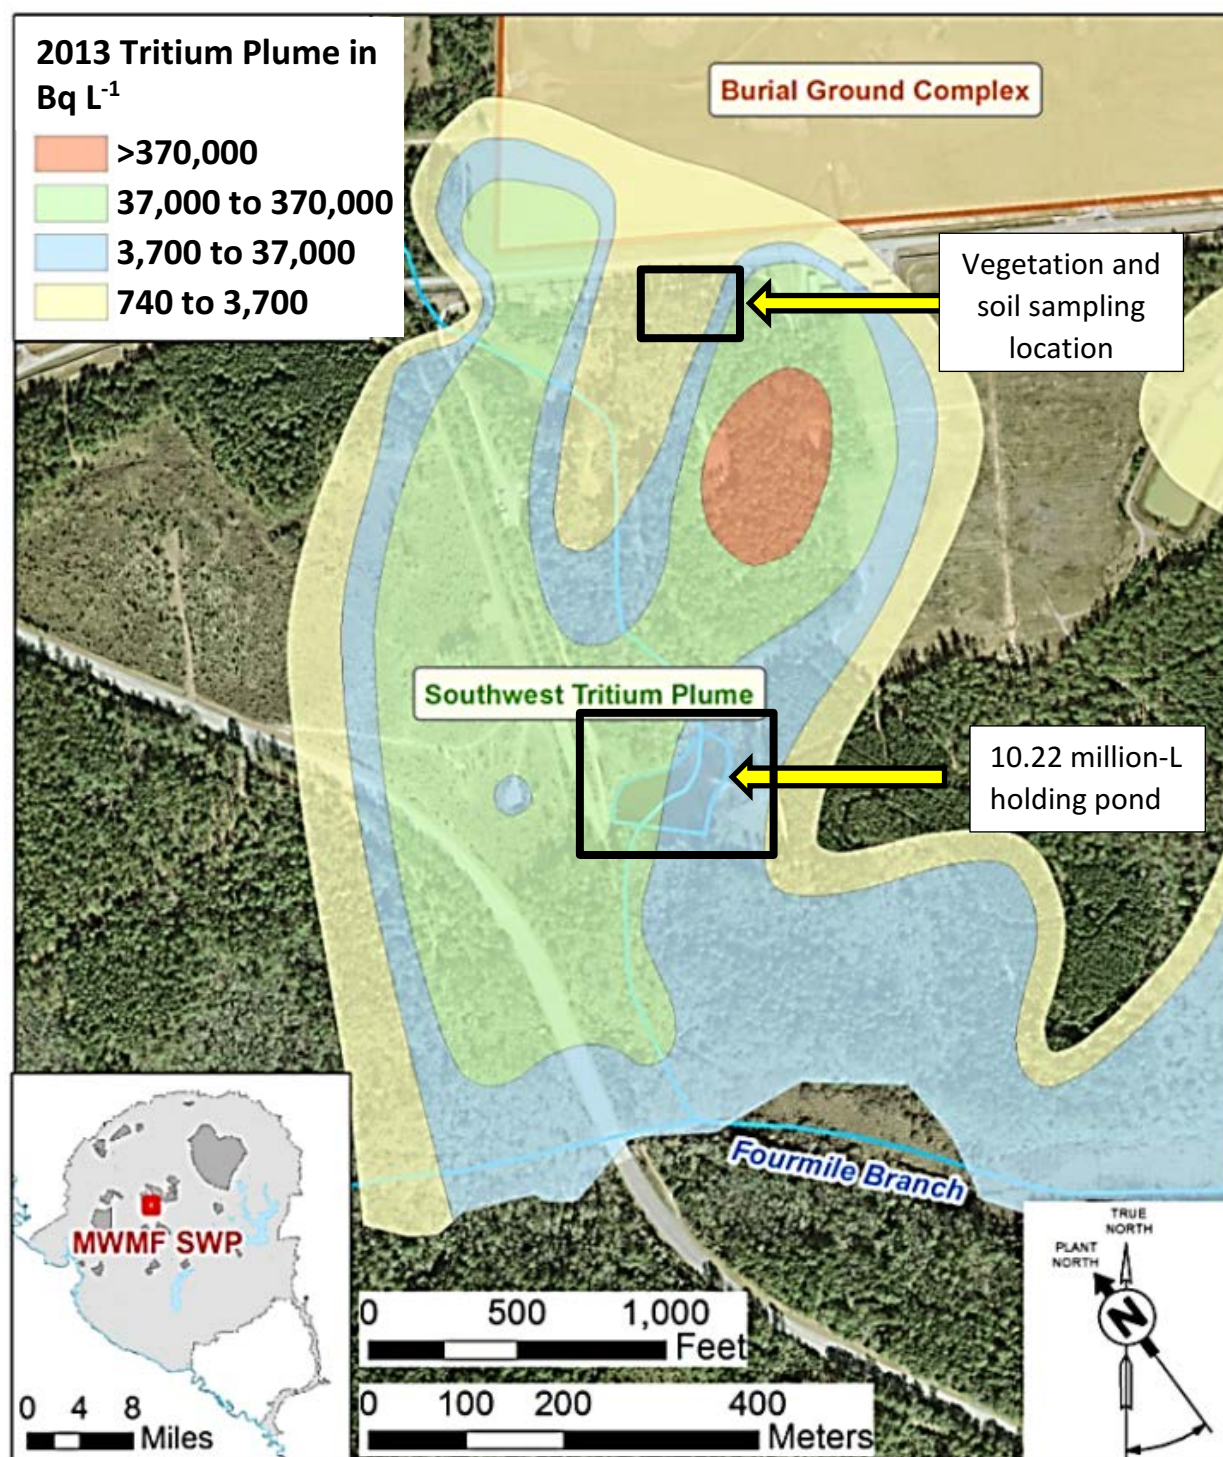 2013 Tritium Plume in
Bq L⁻¹
>370,000
37,000 to 370,000
3,700 to 37,000
740 to 3,700
Burial Ground Complex
Vegetation and
soil sampling
location
Southwest Tritium Plume
10.22 million-L
holding pond
Fourmile Branch
MWMF SWP
0 4 8
Miles
0 500 1,000
Feet
0 100 200 400
Meters
TRUE
NORTH
PLANT
NORTH
N